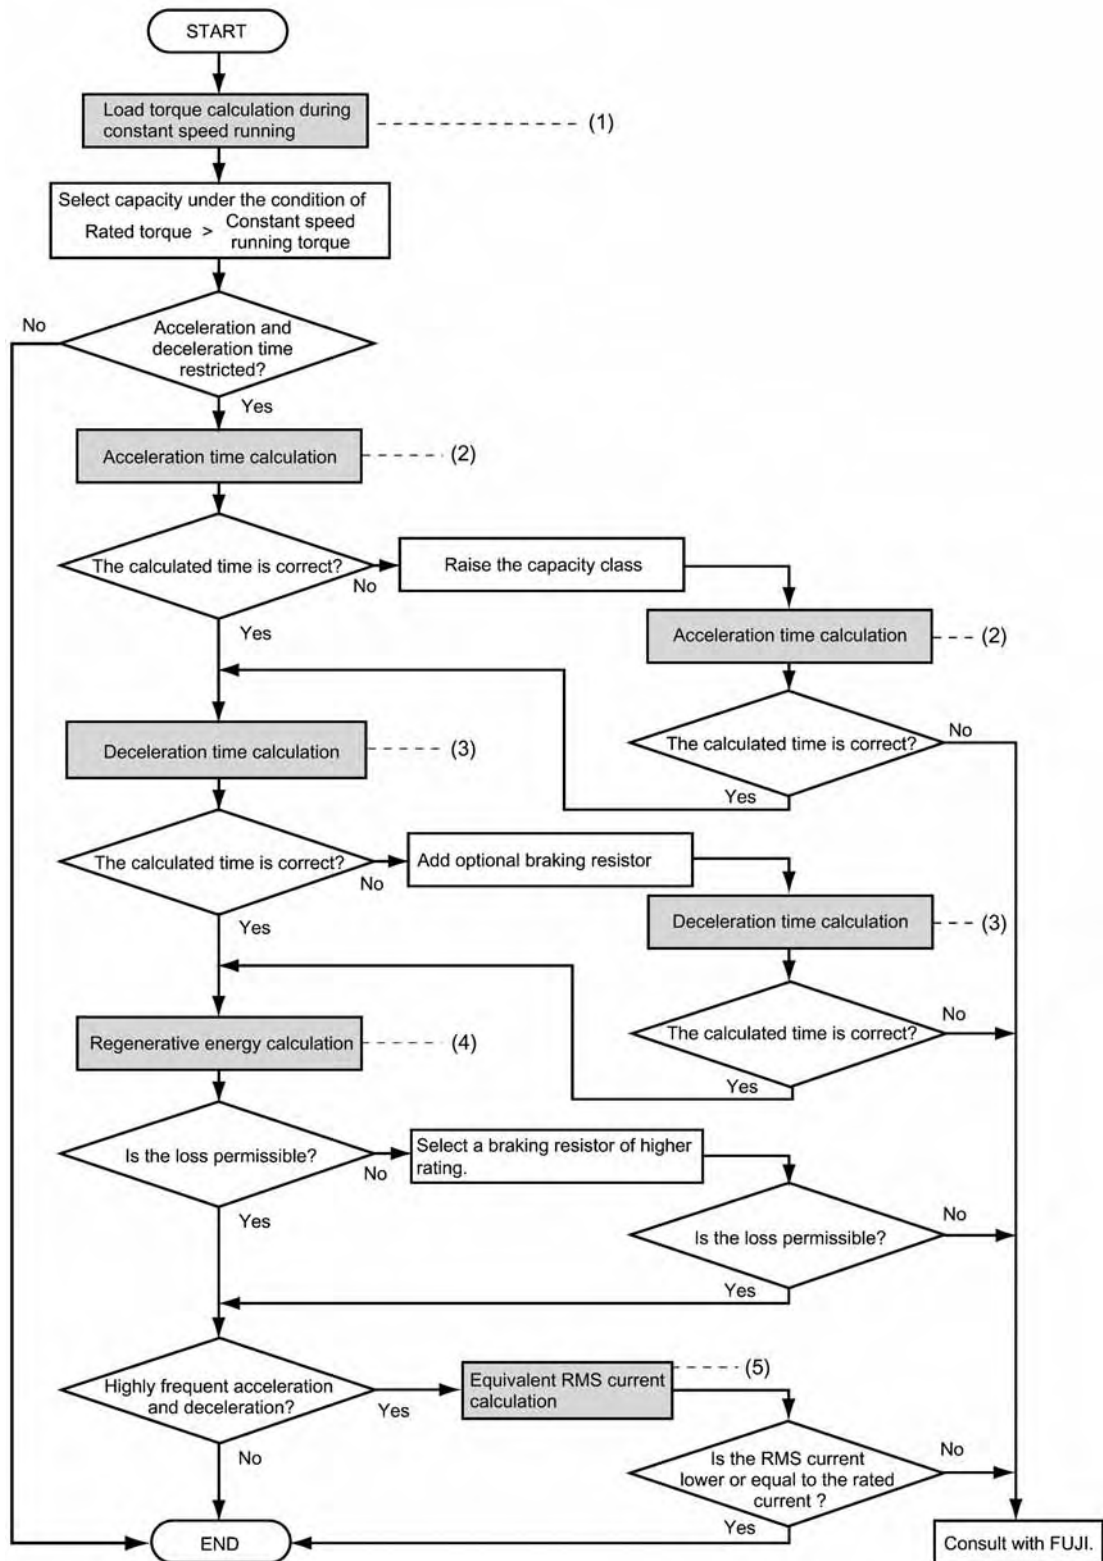 START
Load torque calculation during
constant speed running
(1)
Select capacity under the condition of
Rated torque > Constant speed
running torque
No
Acceleration and
deceleration time
restricted?
Yes
Acceleration time calculation
(2)
The calculated time is correct?
No
Raise the capacity class
Yes
Acceleration time calculation
(2)
The calculated time is correct?
No
Yes
Deceleration time calculation
(3)
The calculated time is correct?
No
Add optional braking resistor
Yes
Deceleration time calculation
(3)
The calculated time is correct?
No
Yes
Regenerative energy calculation
(4)
Is the loss permissible?
No
Select a braking resistor of higher
rating.
Yes
Is the loss permissible?
No
Yes
Highly frequent acceleration
and deceleration?
Yes
Equivalent RMS current
calculation
(5)
No
Is the RMS current
lower or equal to the rated
current ?
No
Yes
END
Consult with FUJI.